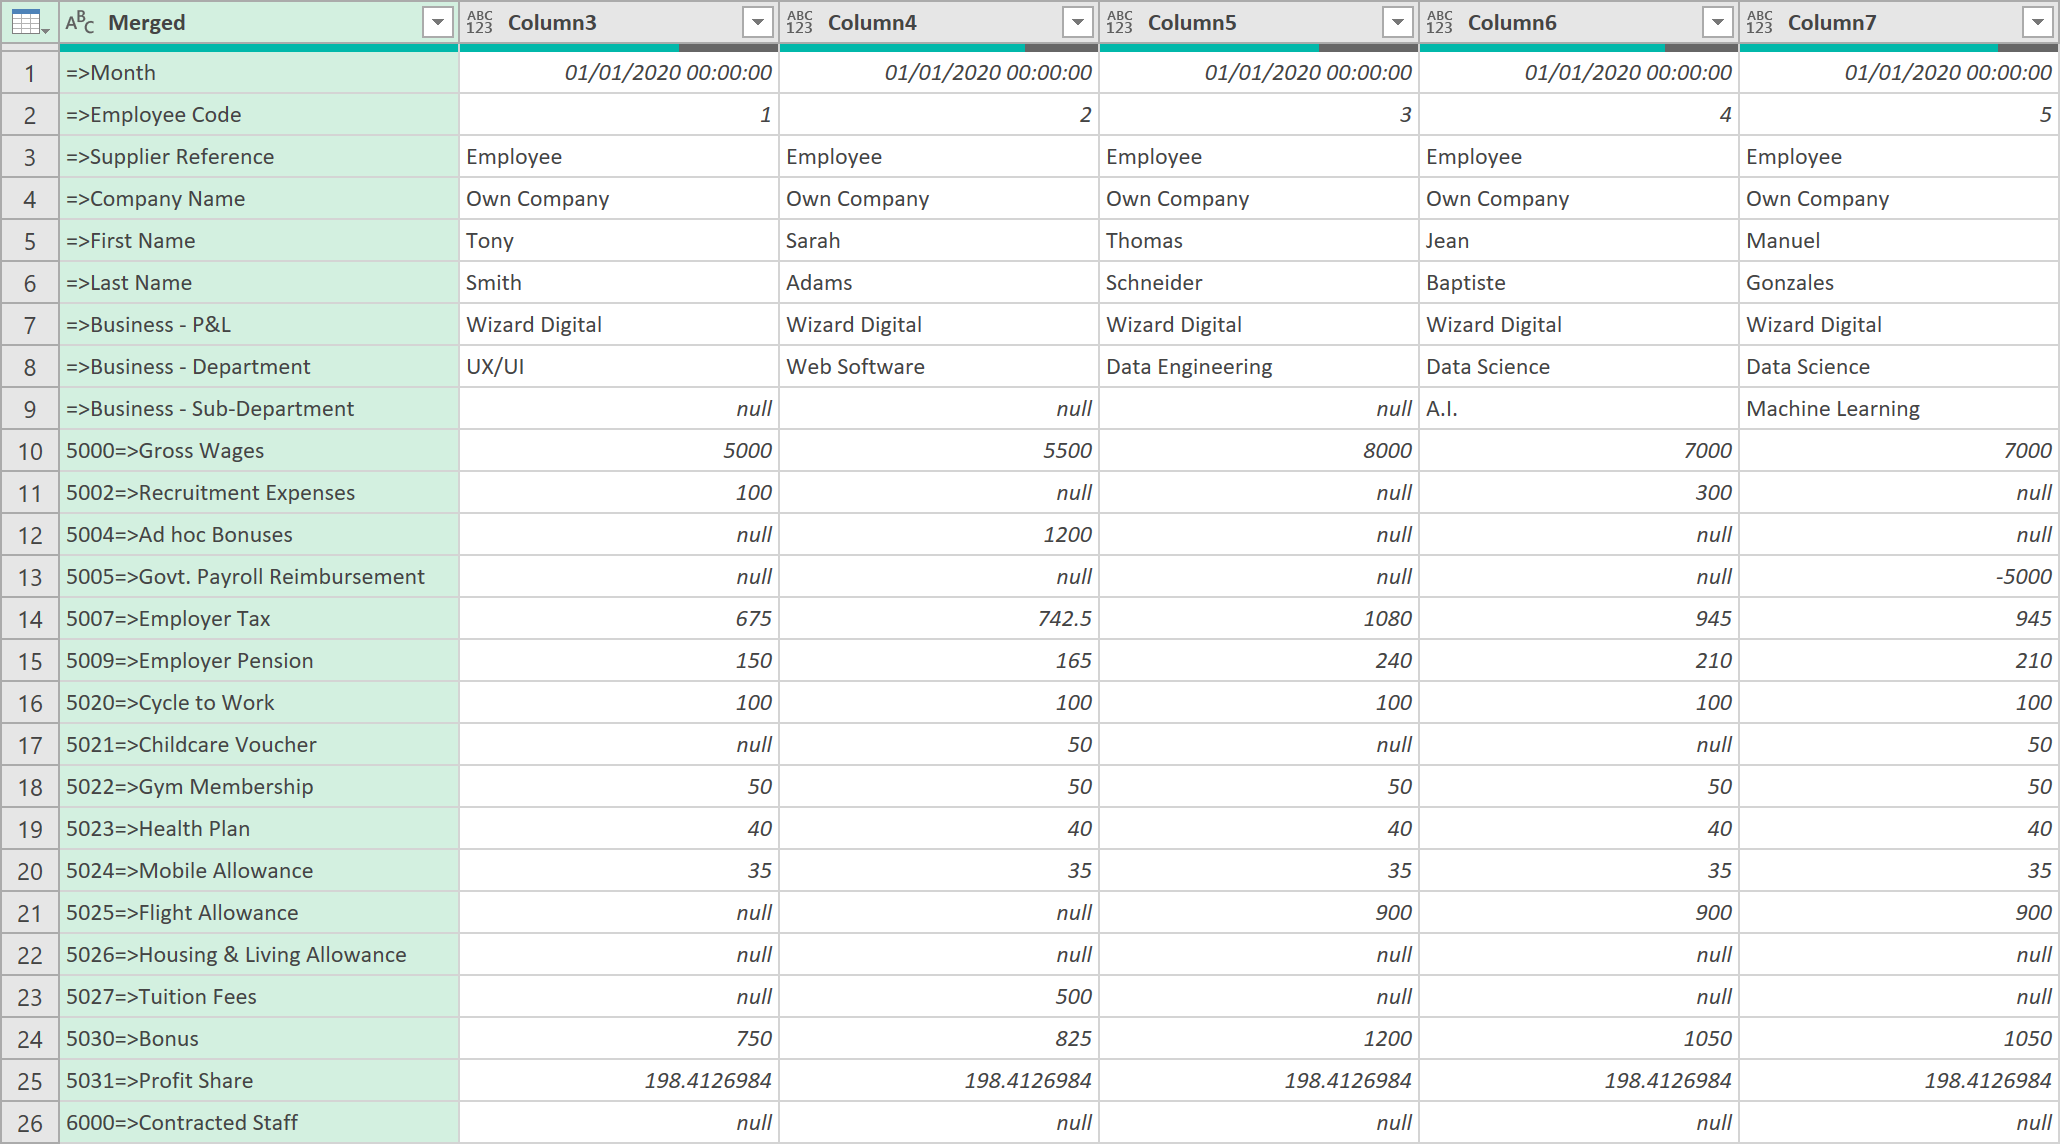 ABC Merged ABC 123 Column3 ABC 123 Column4 ABC 123 Column5 ABC 123 Column6 ABC 123 Column7
1 =>Month 01/01/2020 00:00:00 01/01/2020 00:00:00 01/01/2020 00:00:00 01/01/2020 00:00:00 01/01/2020 00:00:00
2 =>Employee Code 1 2 3 4 5
3 =>Supplier Reference Employee Employee Employee Employee Employee
4 =>Company Name Own Company Own Company Own Company Own Company Own Company
5 =>First Name Tony Sarah Thomas Jean Manuel
6 =>Last Name Smith Adams Schneider Baptiste Gonzales
7 =>Business - P&L Wizard Digital Wizard Digital Wizard Digital Wizard Digital Wizard Digital
8 =>Business - Department UX/UI Web Software Data Engineering Data Science Data Science
9 =>Business - Sub-Department null null null A.I. Machine Learning
10 5000=>Gross Wages 5000 5500 8000 7000 7000
11 5002=>Recruitment Expenses 100 null null 300 null
12 5004=>Ad hoc Bonuses null 1200 null null null
13 5005=>Govt. Payroll Reimbursement null null null null -5000
14 5007=>Employer Tax 675 742.5 1080 945 945
15 5009=>Employer Pension 150 165 240 210 210
16 5020=>Cycle to Work 100 100 100 100 100
17 5021=>Childcare Voucher null 50 null null 50
18 5022=>Gym Membership 50 50 50 50 50
19 5023=>Health Plan 40 40 40 40 40
20 5024=>Mobile Allowance 35 35 35 35 35
21 5025=>Flight Allowance null null 900 900 900
22 5026=>Housing & Living Allowance null null null null null
23 5027=>Tuition Fees null 500 null null null
24 5030=>Bonus 750 825 1200 1050 1050
25 5031=>Profit Share 198.4126984 198.4126984 198.4126984 198.4126984 198.4126984
26 6000=>Contracted Staff null null null null null